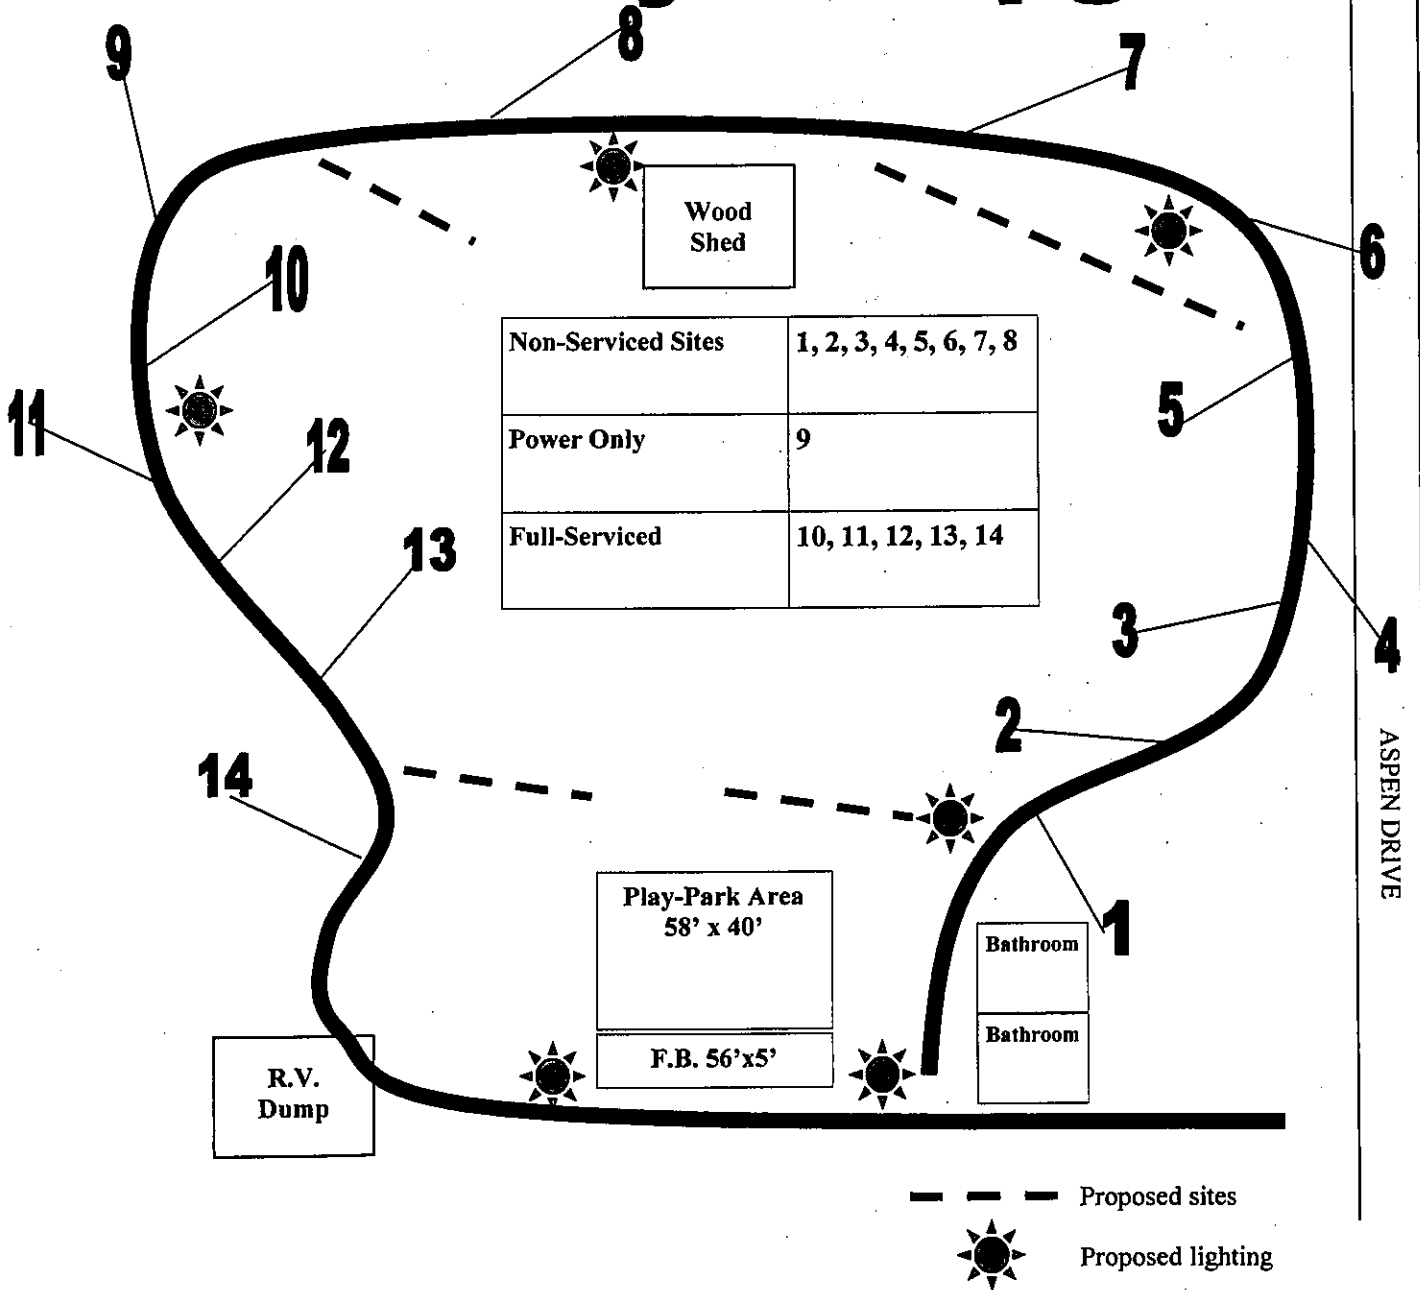 8
7
9
6
Wood
Shed
10
Non-Serviced Sites 1, 2, 3, 4, 5, 6, 7, 8
Power Only 9
Full-Serviced 10, 11, 12, 13, 14
5
11
12
13
3
4
2
14
ASPEN DRIVE
Play-Park Area
58’ x 40’
1
Bathroom
Bathroom
F.B. 56’x5’
R.V.
Dump
Proposed sites
Proposed lighting